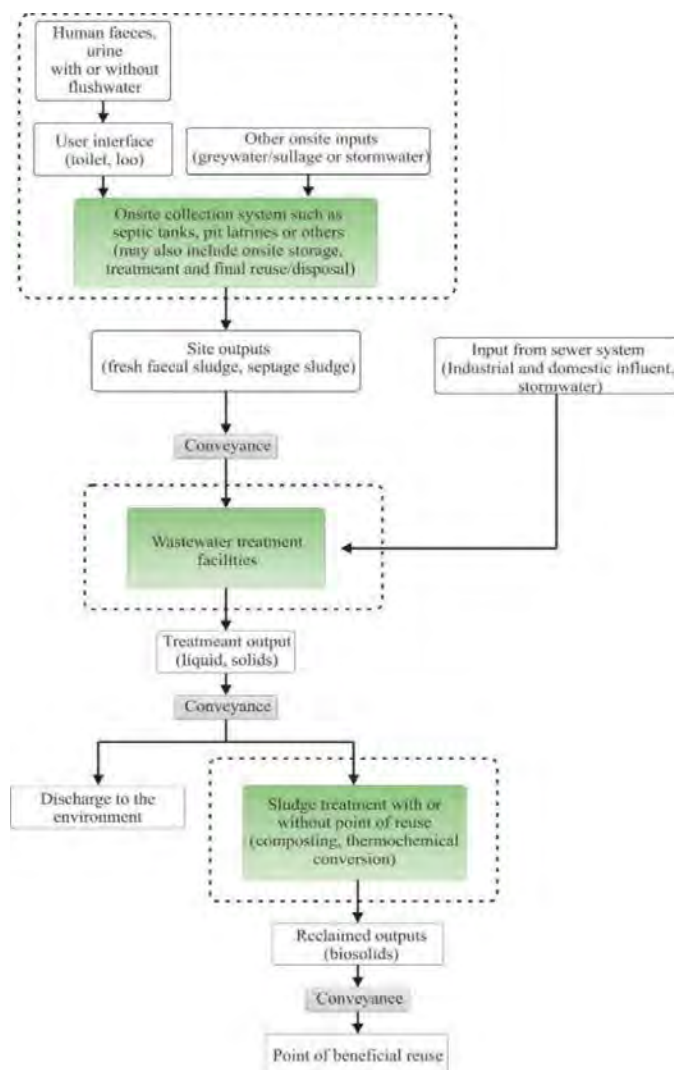 Human faeces,
urine
with or without
flushwater
User interface
(toilet, loo)
Other onsite inputs
(greywater/sullage or stormwater)
Onsite collection system such as
septic tanks, pit latrines or others
(may also include onsite storage,
treatmeant and final reuse/disposal)
Site outputs
(fresh faecal sludge, septage sludge)
Input from sewer system
(Industrial and domestic influent,
stormwater)
Conveyance
Wastewater treatment
facilities
Treatmeant output
(liquid, solids)
Conveyance
Discharge to the
environment
Sludge treatment with or
without point of reuse
(composting, thermochemical
conversion)
Reclaimed outputs
(biosolids)
Conveyance
Point of beneficial reuse